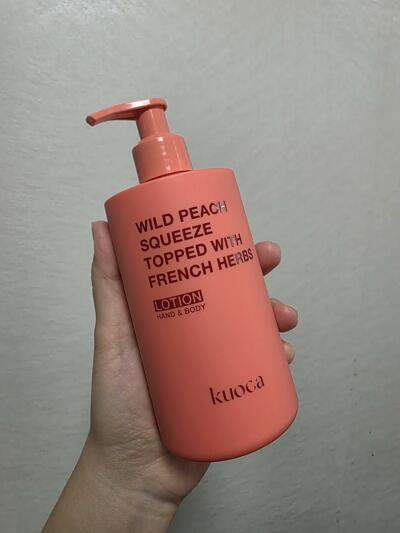 WILD PEACH
SQUEEZE
TOPPED WITH
FRENCH HERBS
LOTION
HAND & BODY
kuoca